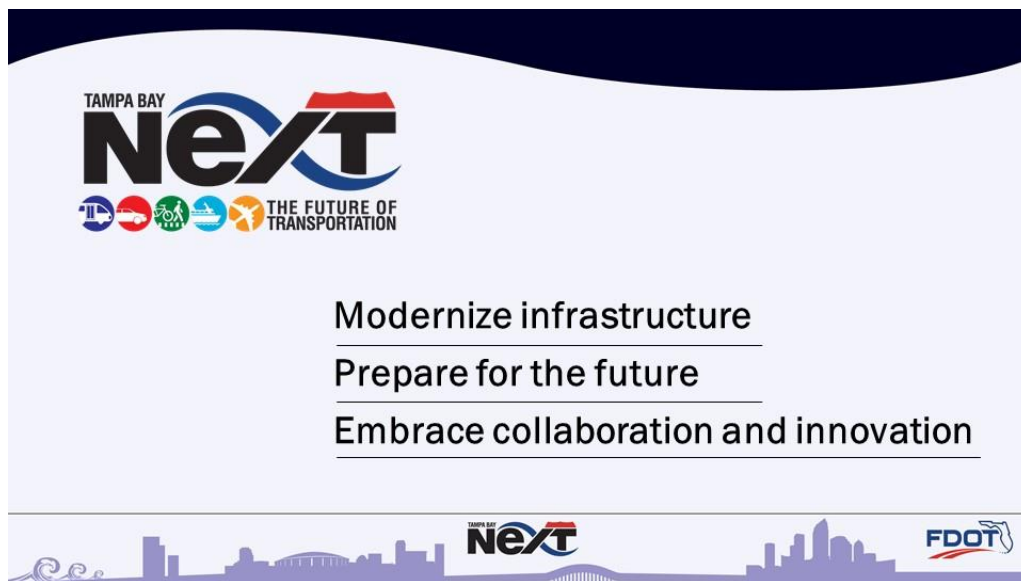 TAMPA BAY
NeXT
THE FUTURE OF
TRANSPORTATION
Modernize infrastructure
Prepare for the future
Embrace collaboration and innovation
TAMPA BAY
NeXT
FDOT